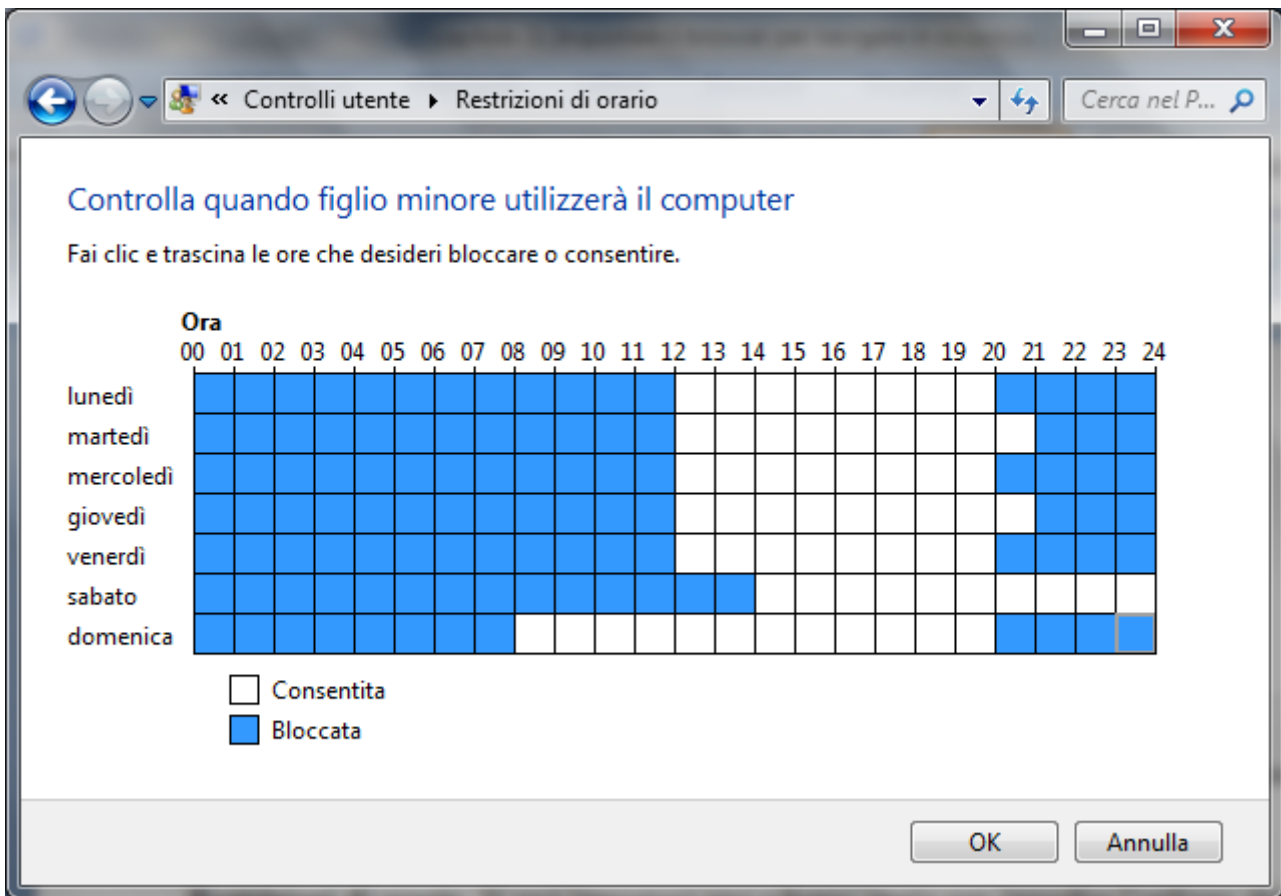 « Controlli utente ▸ Restrizioni di orario
Cerca nel P...
Controlla quando figlio minore utilizzerà il computer
Fai clic e trascina le ore che desideri bloccare o consentire.
Ora
00 01 02 03 04 05 06 07 08 09 10 11 12 13 14 15 16 17 18 19 20 21 22 23 24
lunedì
martedì
mercoledì
giovedì
venerdì
sabato
domenica
Consentita
Bloccata
OK
Annulla